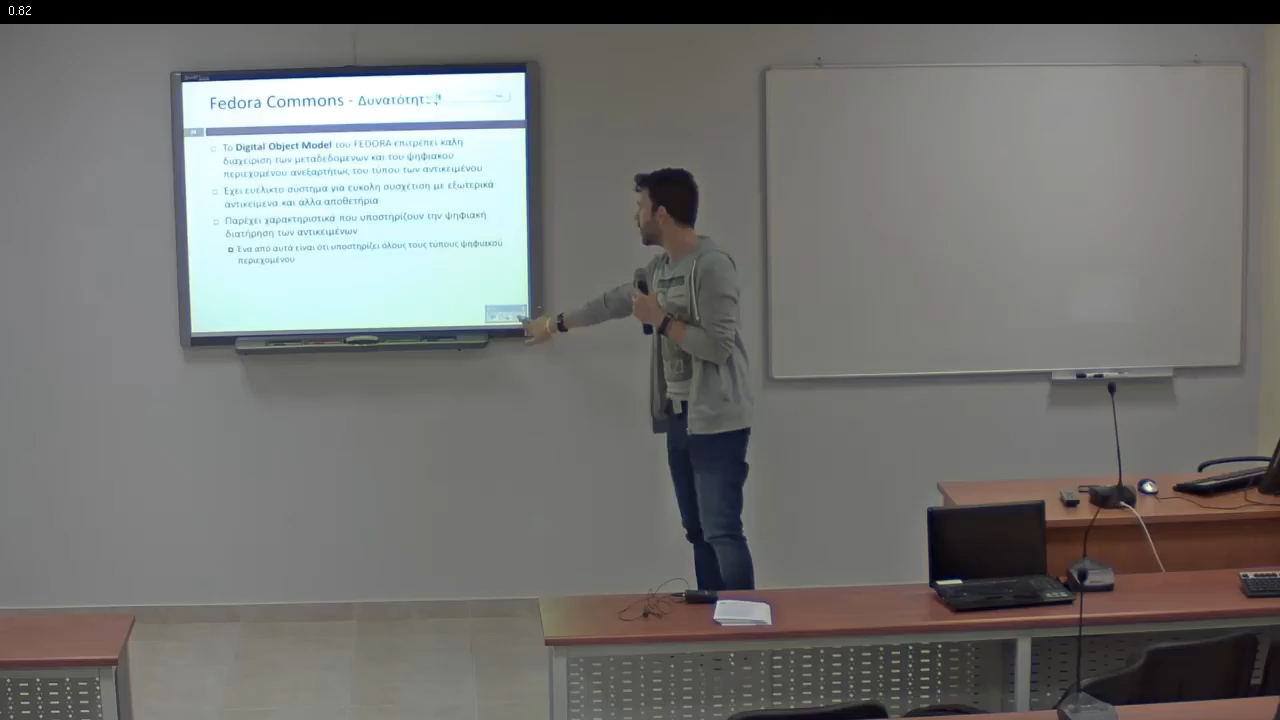 0.82
Fedora Commons - Δυνατότητες
24
Το Digital Object Model του FEDORA επιτρέπει καλή
διαχείριση των μεταδεδομένων και του ψηφιακού
περιεχομένου ανεξαρτήτως του τύπου των αντικειμένου
Έχει ευέλικτο σύστημα για εύκολη συσχέτιση με εξωτερικά
αντικείμενα και άλλα αποθετήρια
Παρέχει χαρακτηριστικά που υποστηρίζουν την ψηφιακή
διατήρηση των αντικειμένων
Ένα από αυτά είναι ότι υποστηρίζει όλους τους τύπους ψηφιακού
περιεχομένου